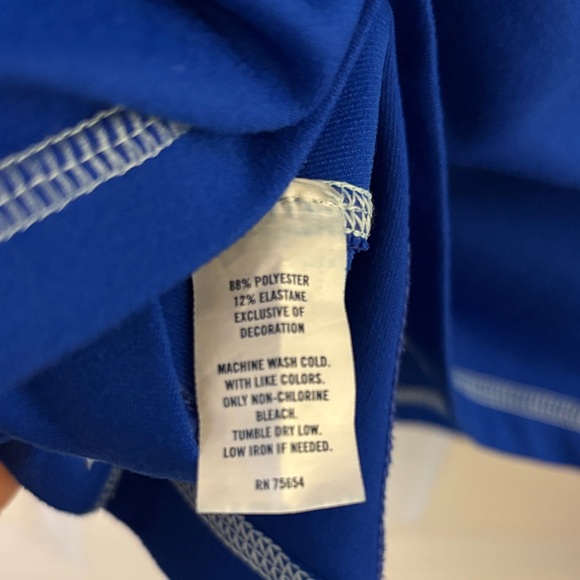 88% POLYESTER
12% ELASTANE
EXCLUSIVE OF
DECORATION
MACHINE WASH COLD.
WITH LIKE COLORS.
ONLY NON-CHLORINE
BLEACH.
TUMBLE DRY LOW.
LOW IRON IF NEEDED.
RN 75654